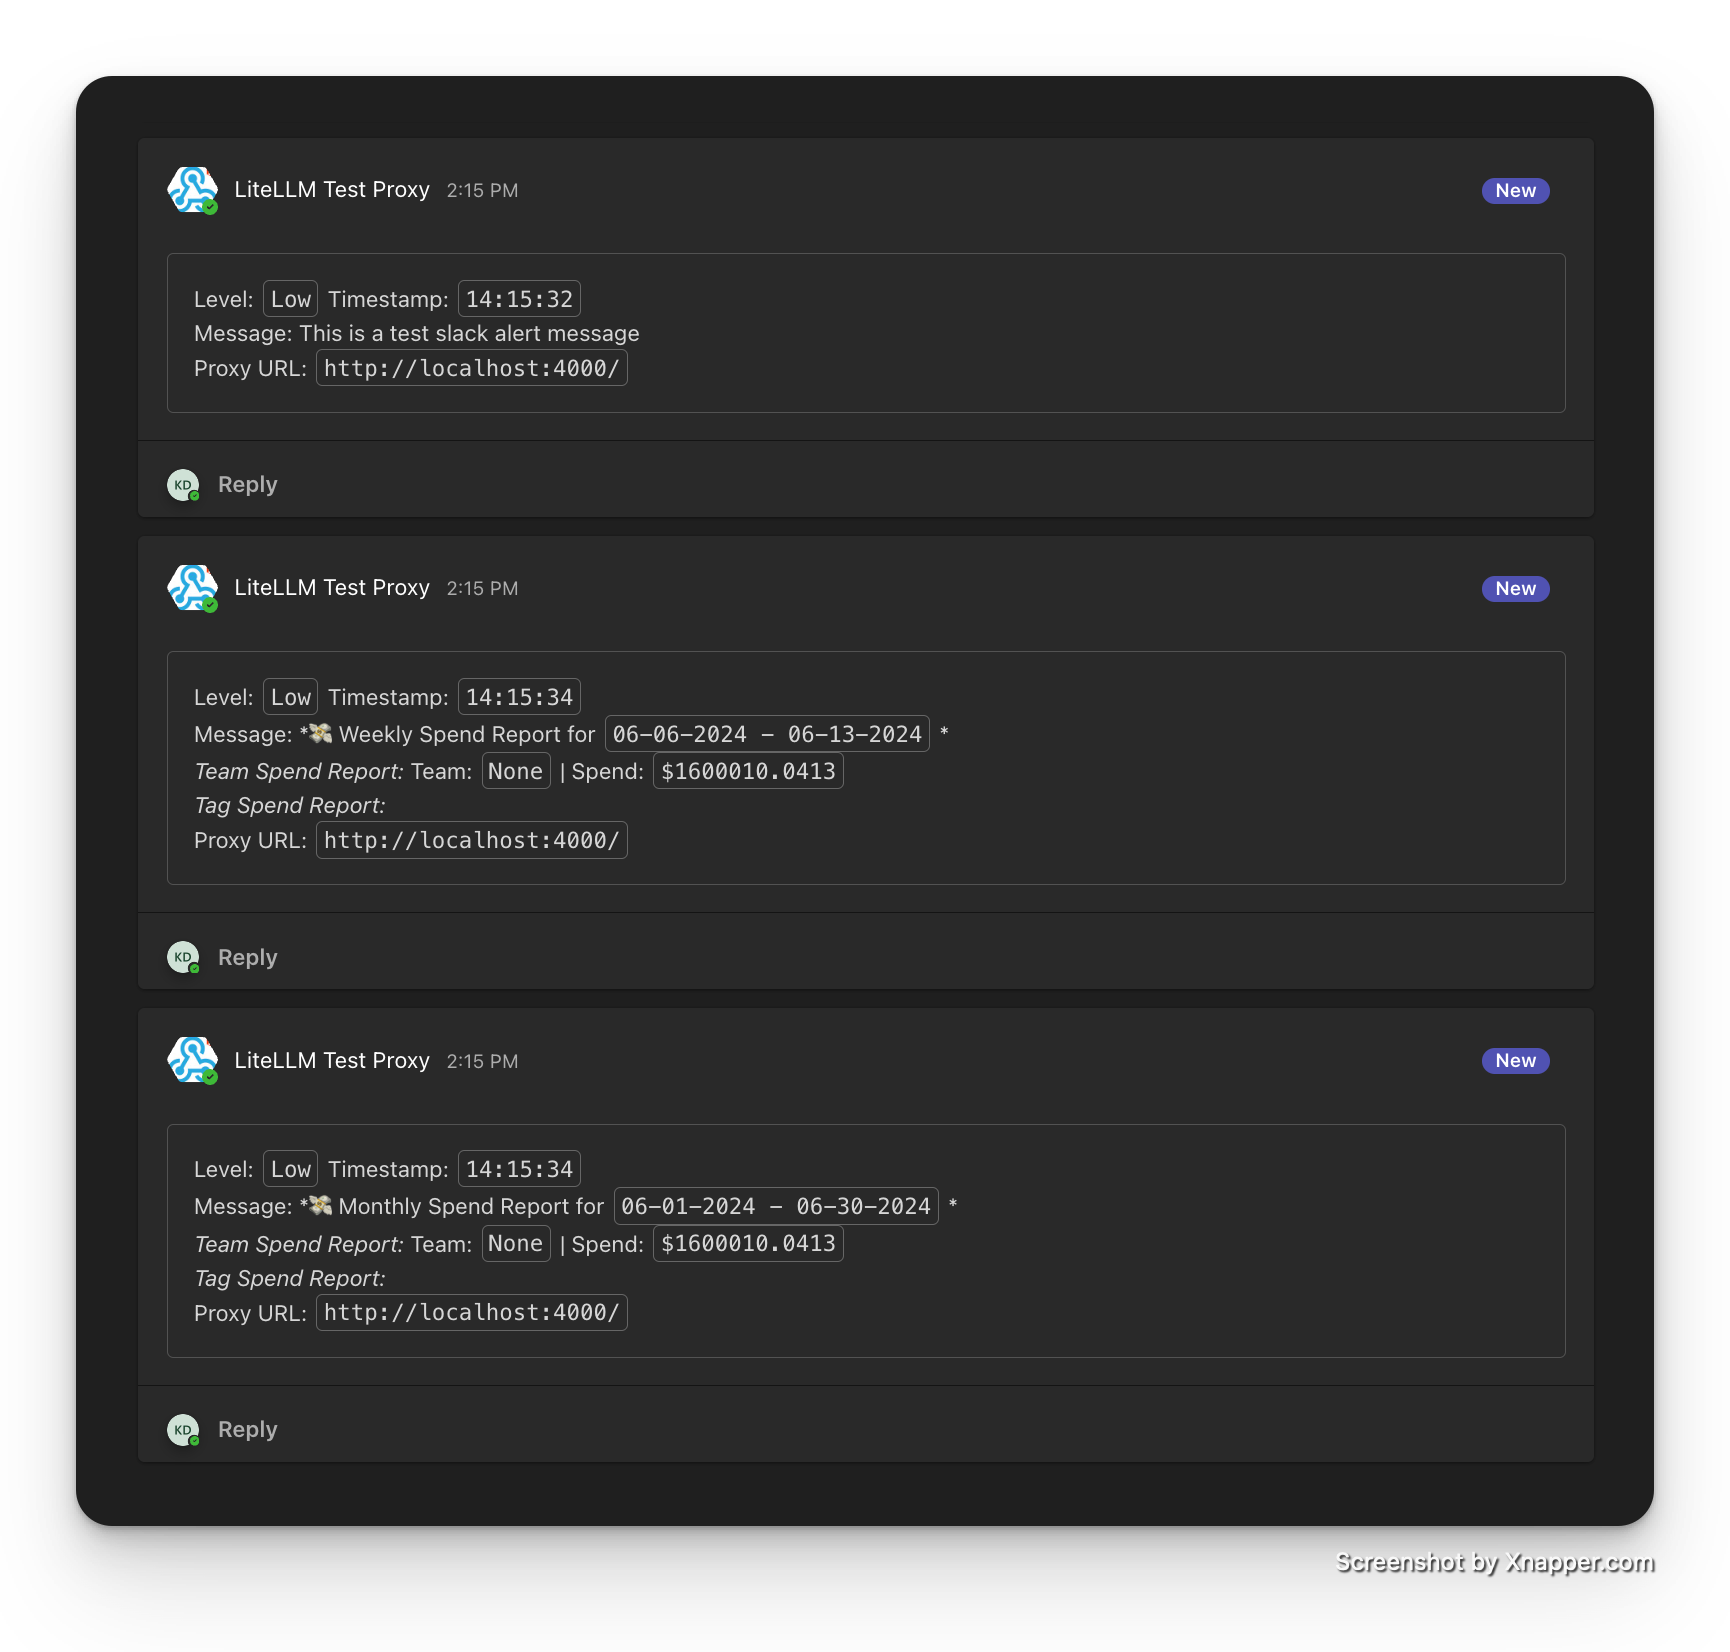 LiteLLM Test Proxy 2:15 PM New
Level: Low Timestamp: 14:15:32
Message: This is a test slack alert message
Proxy URL: http://localhost:4000/
KD Reply
LiteLLM Test Proxy 2:15 PM New
Level: Low Timestamp: 14:15:34
Message: *💸 Weekly Spend Report for 06-06-2024 - 06-13-2024 *
Team Spend Report: Team: None | Spend: $1600010.0413
Tag Spend Report:
Proxy URL: http://localhost:4000/
KD Reply
LiteLLM Test Proxy 2:15 PM New
Level: Low Timestamp: 14:15:34
Message: *💸 Monthly Spend Report for 06-01-2024 - 06-30-2024 *
Team Spend Report: Team: None | Spend: $1600010.0413
Tag Spend Report:
Proxy URL: http://localhost:4000/
KD Reply
Screenshot by Xnapper.com